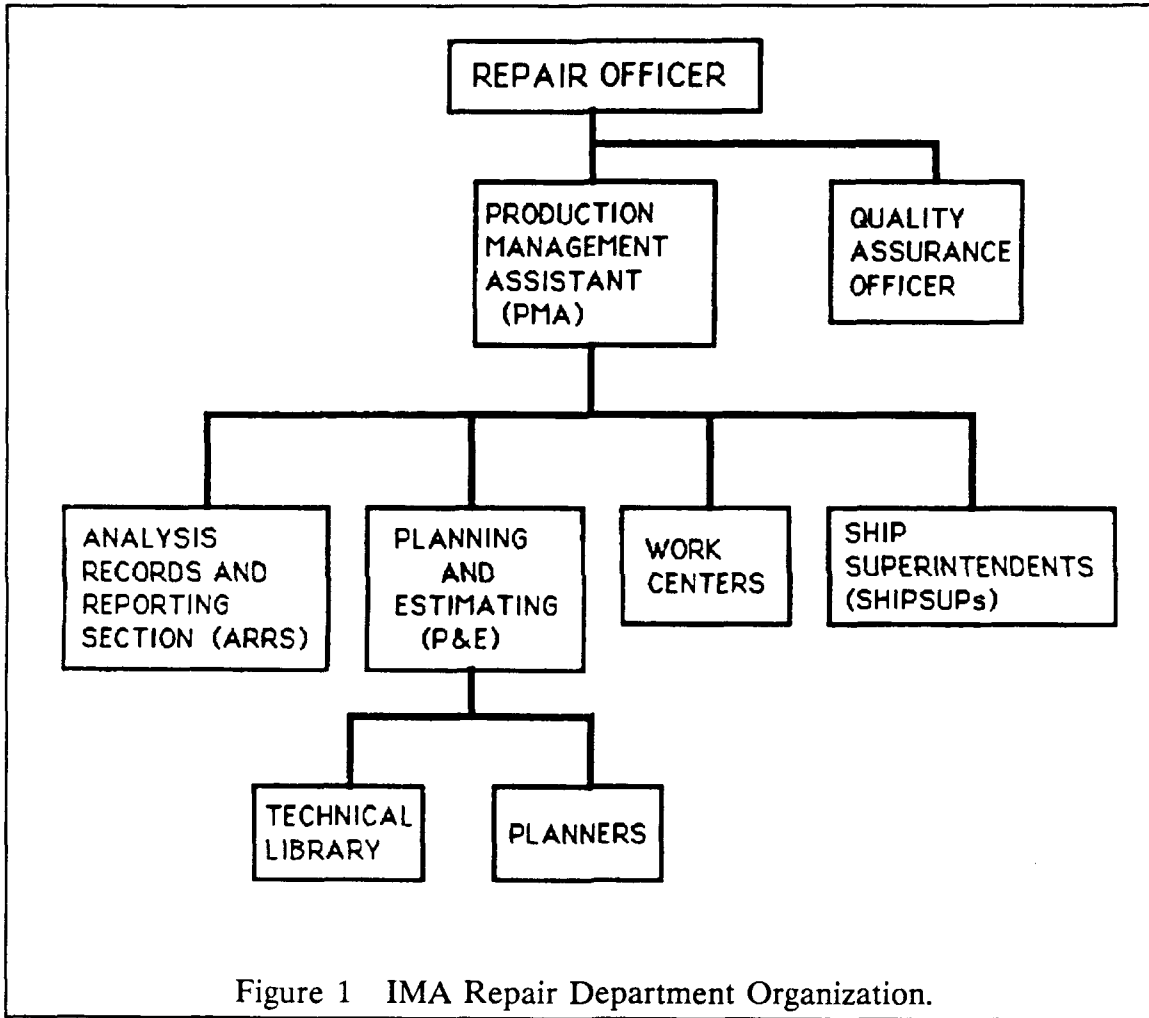 REPAIR OFFICER
PRODUCTION
MANAGEMENT
ASSISTANT
(PMA)
QUALITY
ASSURANCE
OFFICER
ANALYSIS
RECORDS AND
REPORTING
SECTION (ARRS)
PLANNING
AND
ESTIMATING
(P&E)
WORK
CENTERS
SHIP
SUPERINTENDENTS
(SHIPSUPs)
TECHNICAL
LIBRARY
PLANNERS
Figure 1 IMA Repair Department Organization.